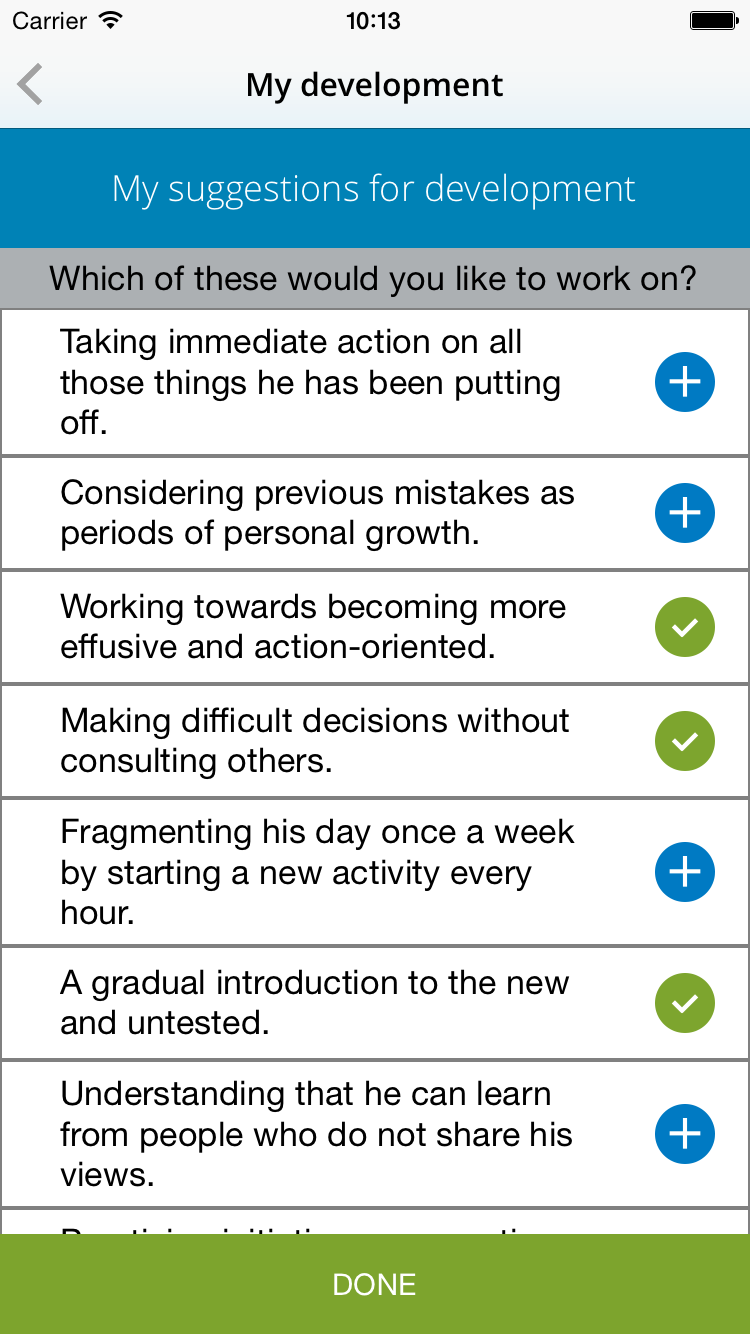 Carrier
10:13
My development
My suggestions for development
Which of these would you like to work on?
Taking immediate action on all
those things he has been putting
off.
Considering previous mistakes as
periods of personal growth.
Working towards becoming more
effusive and action-oriented.
Making difficult decisions without
consulting others.
Fragmenting his day once a week
by starting a new activity every
hour.
A gradual introduction to the new
and untested.
Understanding that he can learn
from people who do not share his
views.
DONE